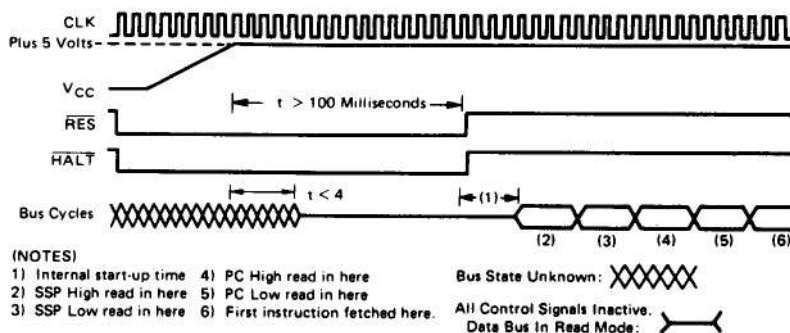 CLK
Plus 5 Volts
VCC
t > 100 Milliseconds
RES
HALT
t < 4
(1)
Bus Cycles
(2) (3) (4) (5) (6)
(NOTES)
1) Internal start-up time 4) PC High read in here
2) SSP High read in here 5) PC Low read in here
3) SSP Low read in here 6) First instruction fetched here.
Bus State Unknown:
All Control Signals Inactive.
Data Bus In Read Mode: